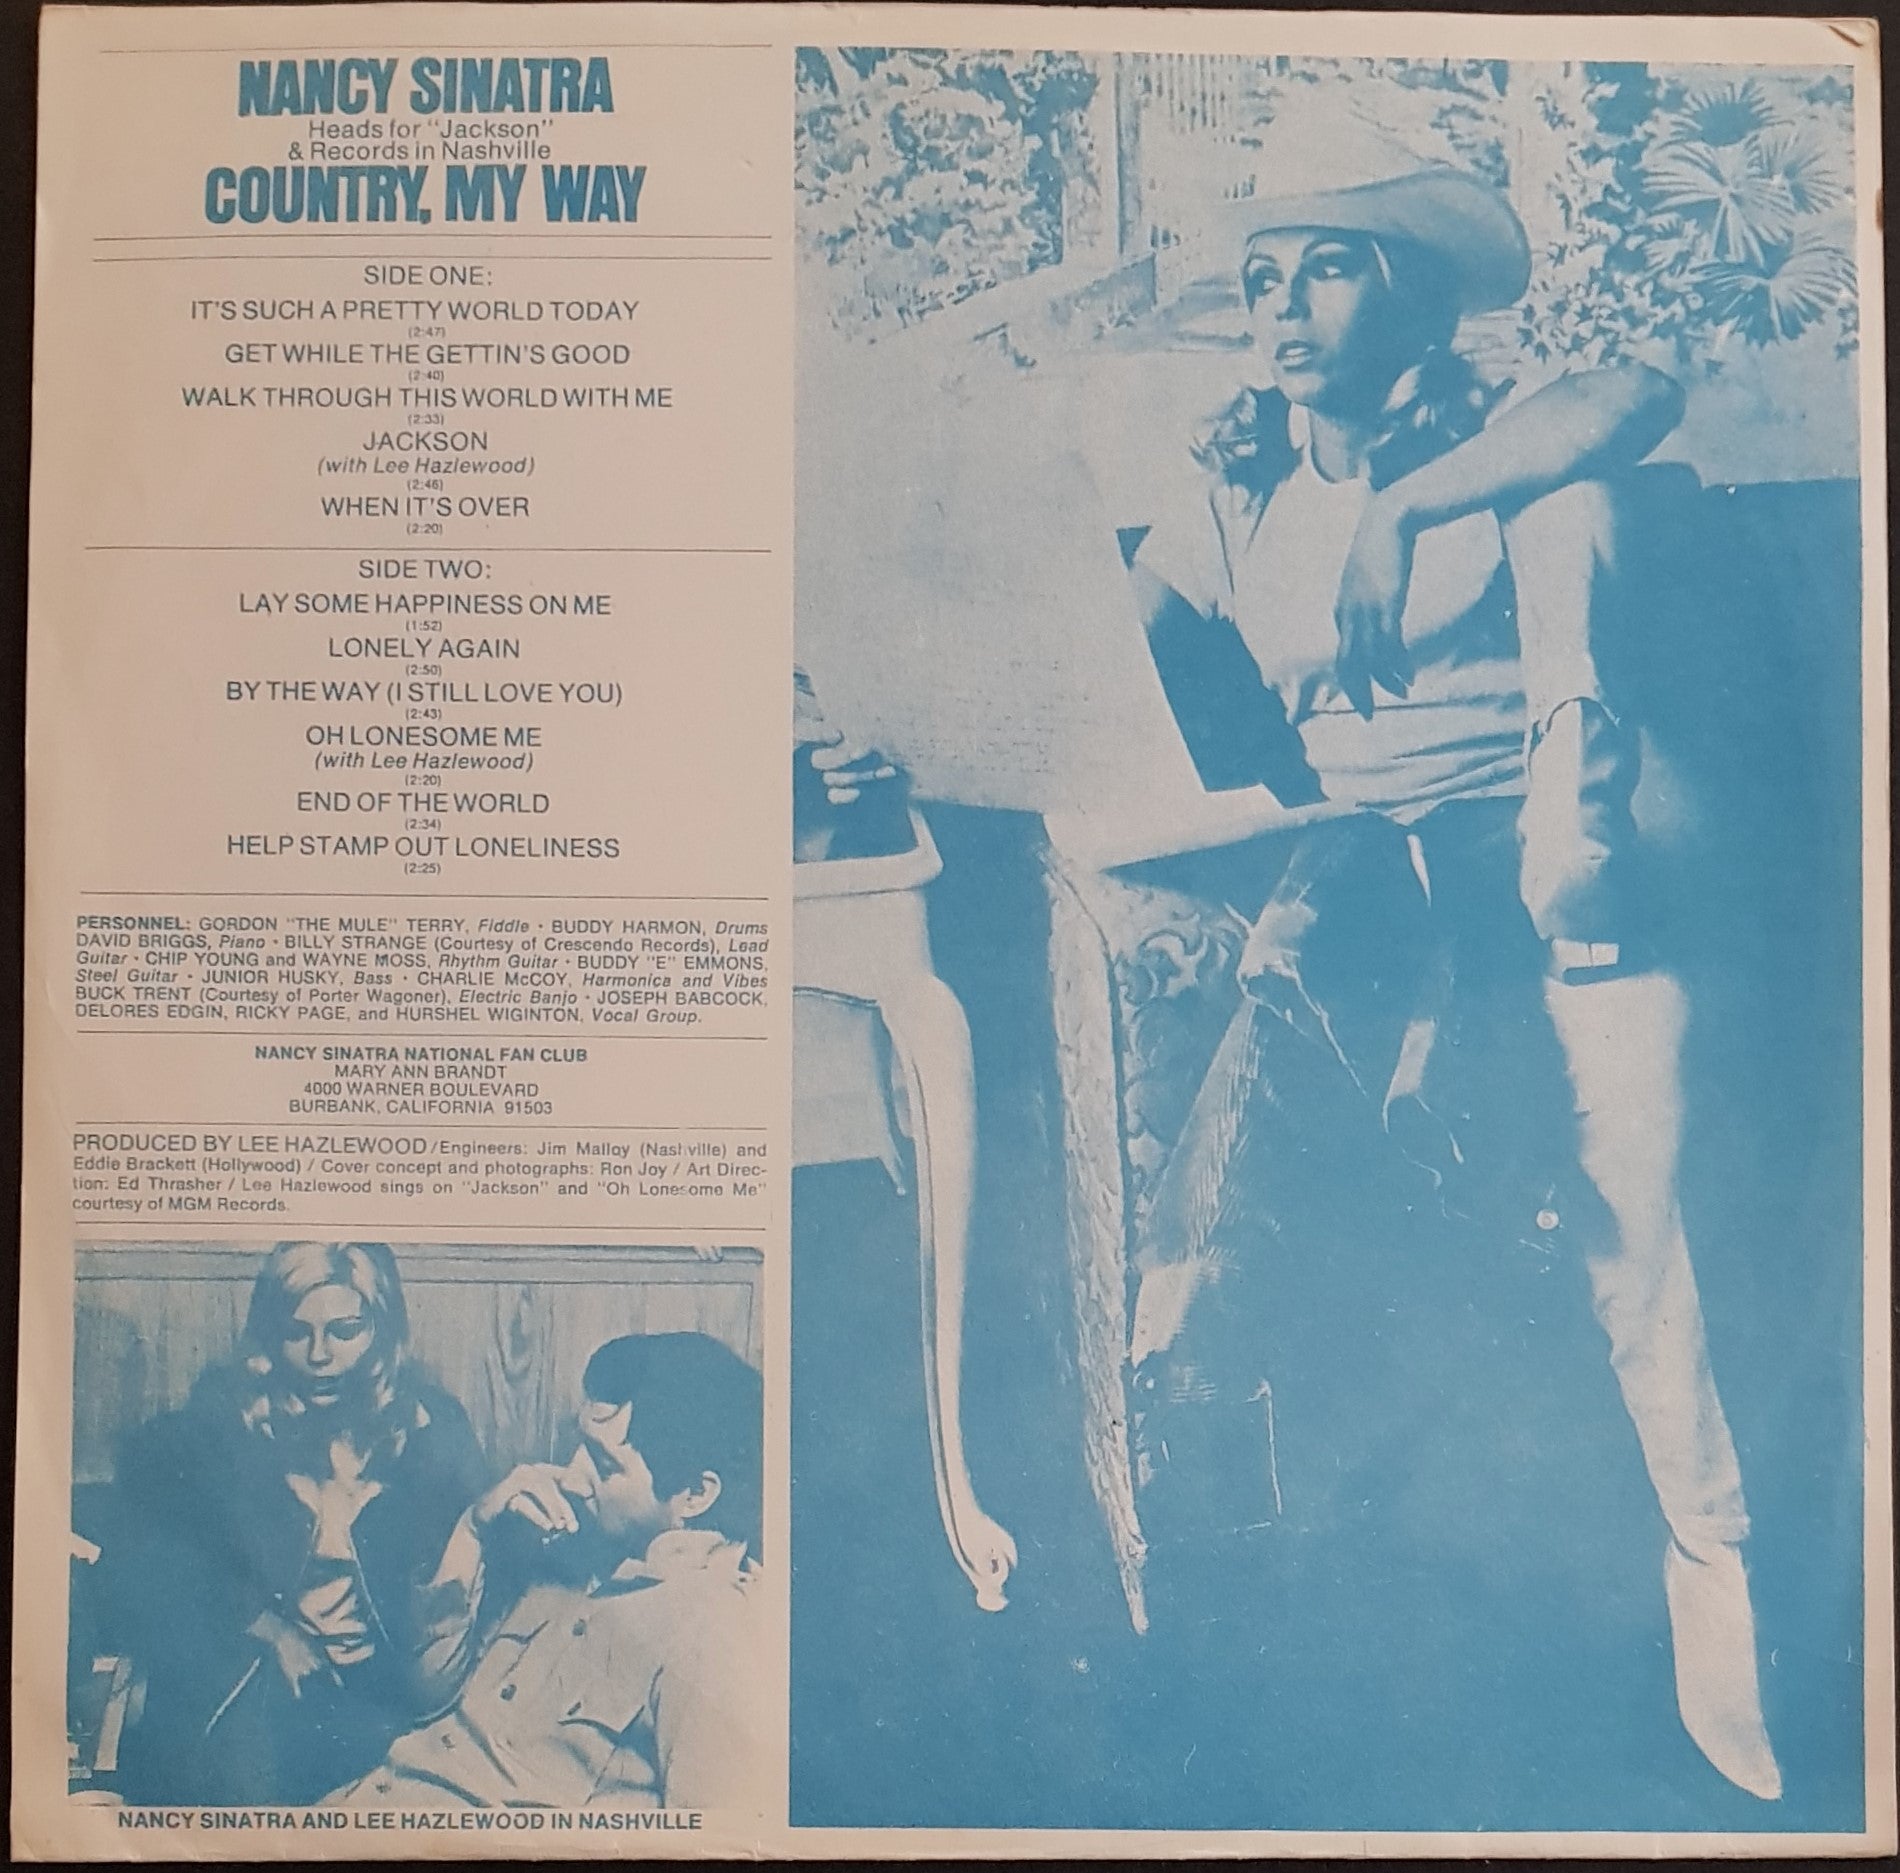 NANCY SINATRA
Heads for "Jackson"
& Records in Nashville
COUNTRY, MY WAY
SIDE ONE:
IT'S SUCH A PRETTY WORLD TODAY
(2:47)
GET WHILE THE GETTIN'S GOOD
(2:40)
WALK THROUGH THIS WORLD WITH ME
(2:33)
JACKSON
(with Lee Hazlewood)
(2:46)
WHEN IT'S OVER
(2:20)
SIDE TWO:
LAY SOME HAPPINESS ON ME
(1:52)
LONELY AGAIN
(2:50)
BY THE WAY (I STILL LOVE YOU)
(2:43)
OH LONESOME ME
(with Lee Hazlewood)
(2:20)
END OF THE WORLD
(2:34)
HELP STAMP OUT LONELINESS
(2:25)
PERSONNEL: GORDON "THE MULE" TERRY, Fiddle • BUDDY HARMON, Drums
DAVID BRIGGS, Piano • BILLY STRANGE (Courtesy of Crescendo Records), Lead
Guitar • CHIP YOUNG and WAYNE MOSS, Rhythm Guitar • BUDDY "E" EMMONS,
Steel Guitar • JUNIOR HUSKY, Bass • CHARLIE McCOY, Harmonica and Vibes
BUCK TRENT (Courtesy of Porter Wagoner), Electric Banjo • JOSEPH BABCOCK,
DELORES EDGIN, RICKY PAGE, and HURSHEL WIGINTON, Vocal Group.
NANCY SINATRA NATIONAL FAN CLUB
MARY ANN BRANDT
4000 WARNER BOULEVARD
BURBANK, CALIFORNIA 91503
PRODUCED BY LEE HAZLEWOOD/Engineers: Jim Malloy (Nashville) and
Eddie Brackett (Hollywood) / Cover concept and photographs: Ron Joy / Art Direc-
tion: Ed Thrasher / Lee Hazlewood sings on "Jackson" and "Oh Lonesome Me"
courtesy of MGM Records.
NANCY SINATRA AND LEE HAZLEWOOD IN NASHVILLE